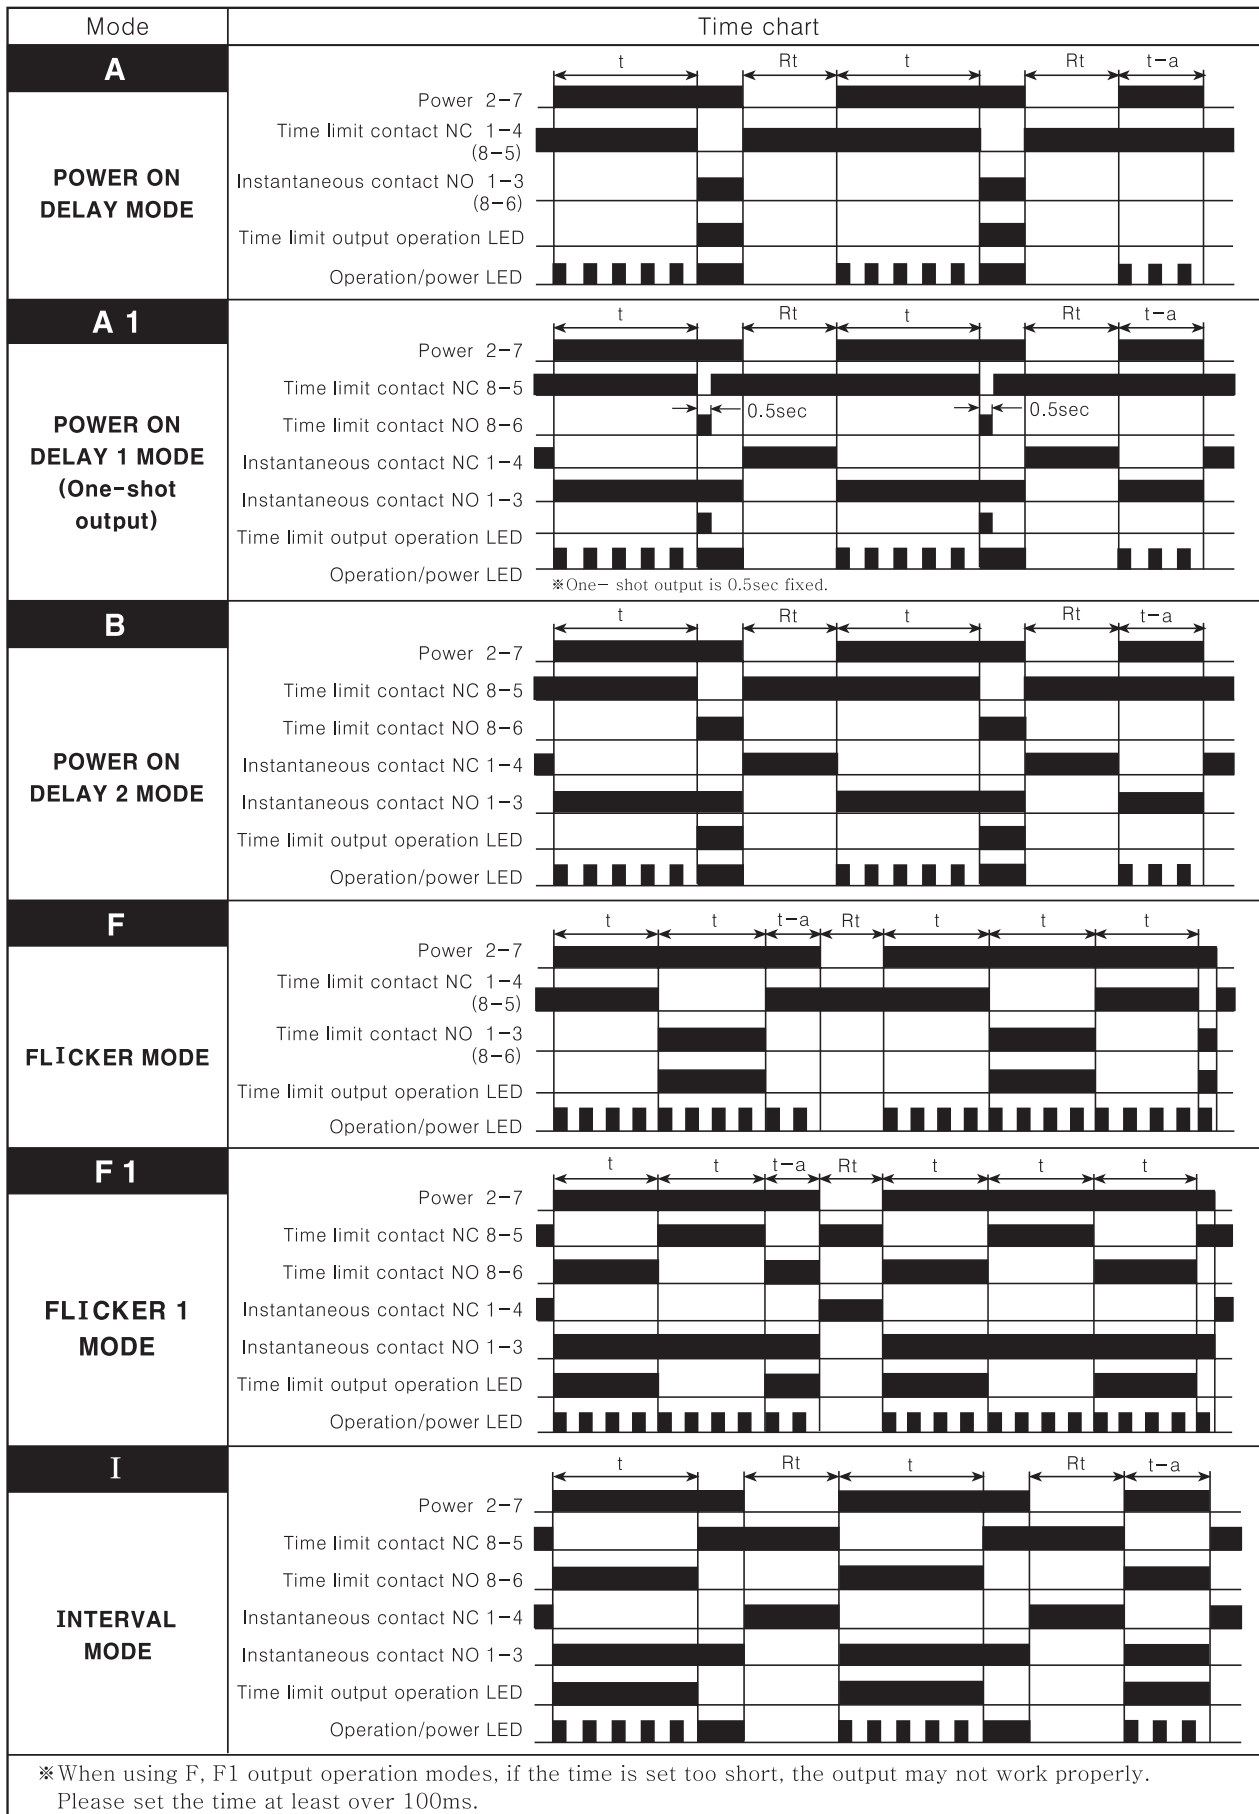 Mode
Time chart
A
POWER ON
DELAY MODE
t Rt t Rt t-a
Power 2-7
Time limit contact NC 1-4
(8-5)
Instantaneous contact NO 1-3
(8-6)
Time limit output operation LED
Operation/power LED
A 1
POWER ON
DELAY 1 MODE
(One-shot
output)
t Rt t Rt t-a
Power 2-7
Time limit contact NC 8-5
0.5sec 0.5sec
Time limit contact NO 8-6
Instantaneous contact NC 1-4
Instantaneous contact NO 1-3
Time limit output operation LED
Operation/power LED
※One- shot output is 0.5sec fixed.
B
POWER ON
DELAY 2 MODE
t Rt t Rt t-a
Power 2-7
Time limit contact NC 8-5
Time limit contact NO 8-6
Instantaneous contact NC 1-4
Instantaneous contact NO 1-3
Time limit output operation LED
Operation/power LED
F
FLICKER MODE
t t t-a Rt t t t
Power 2-7
Time limit contact NC 1-4
(8-5)
Time limit contact NO 1-3
(8-6)
Time limit output operation LED
Operation/power LED
F 1
FLICKER 1
MODE
t t t-a Rt t t t
Power 2-7
Time limit contact NC 8-5
Time limit contact NO 8-6
Instantaneous contact NC 1-4
Instantaneous contact NO 1-3
Time limit output operation LED
Operation/power LED
I
INTERVAL
MODE
t Rt t Rt t-a
Power 2-7
Time limit contact NC 8-5
Time limit contact NO 8-6
Instantaneous contact NC 1-4
Instantaneous contact NO 1-3
Time limit output operation LED
Operation/power LED
※When using F, F1 output operation modes, if the time is set too short, the output may not work properly.
Please set the time at least over 100ms.